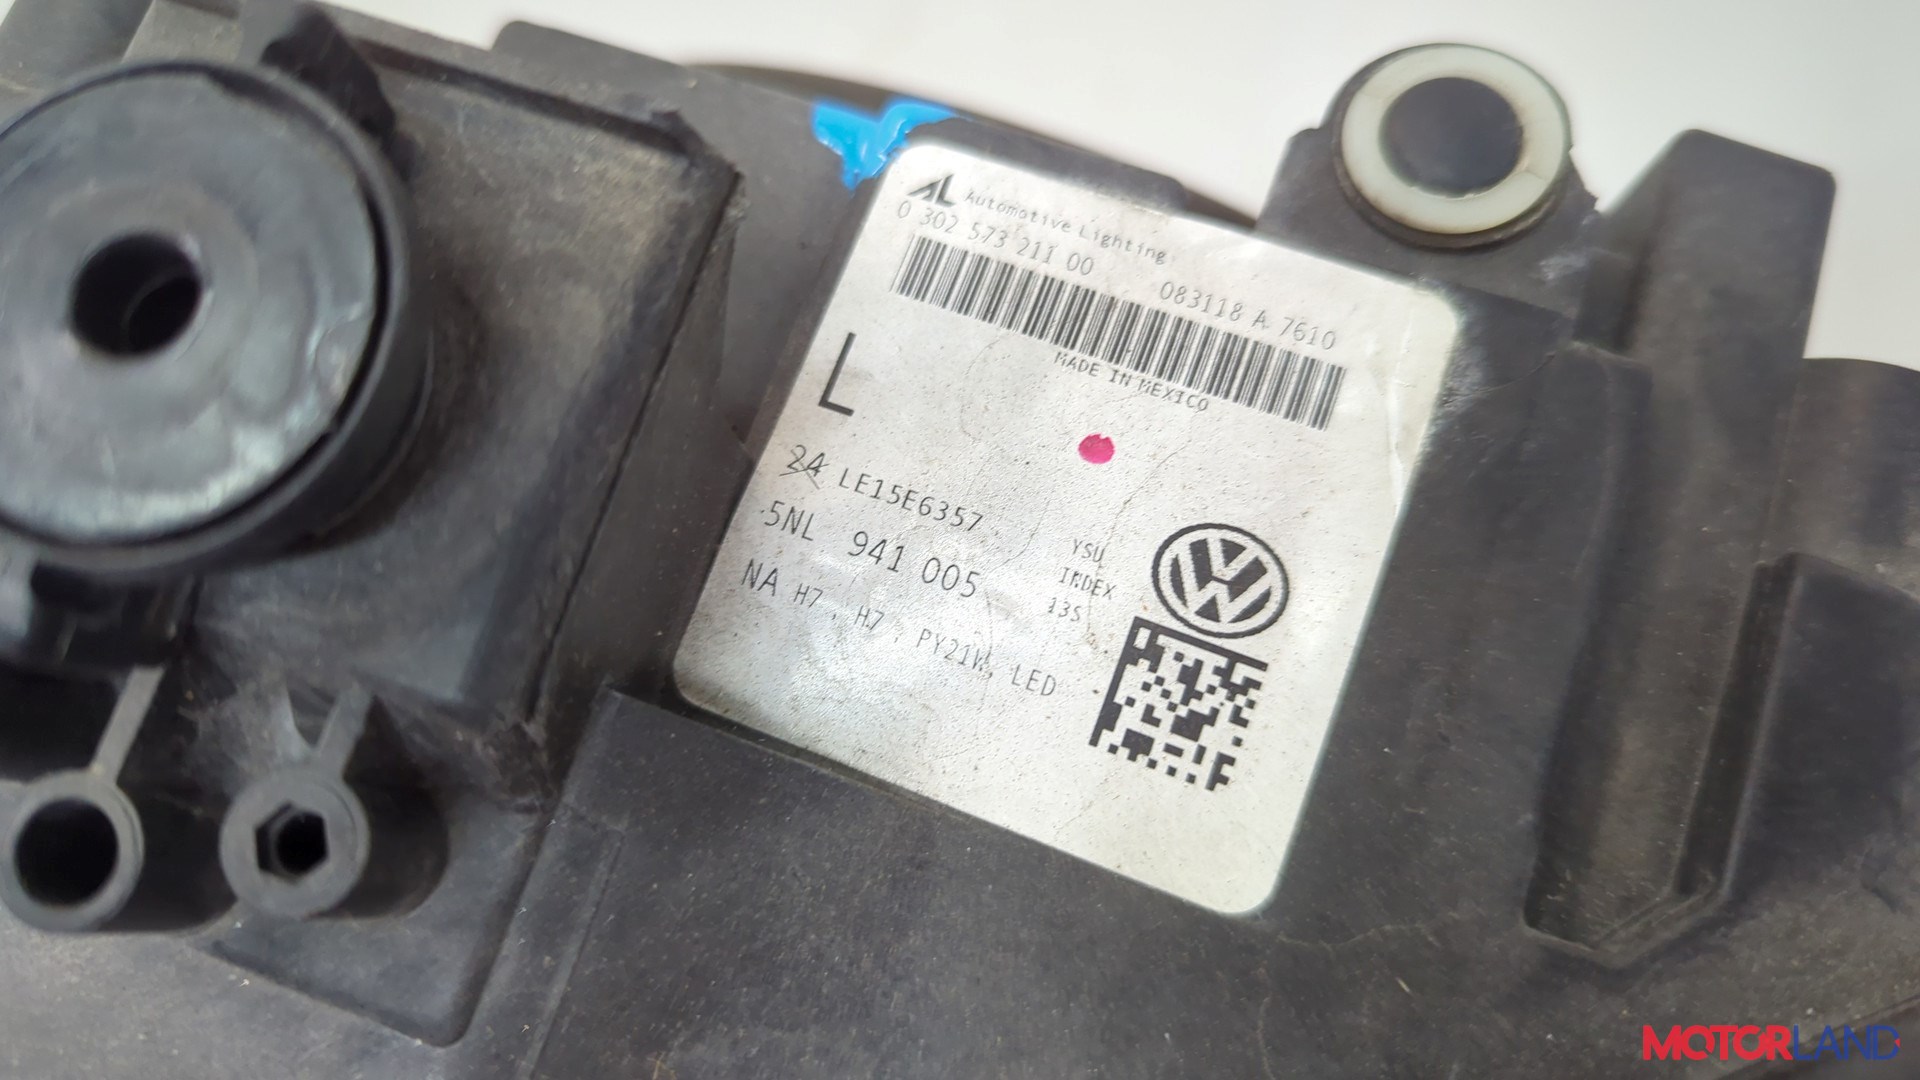 AL Automotive Lighting
0 302 573 211 00 083118 A 7610
MADE IN MEXICO
L
24 LE15E6357
5NL 941 005
YSU
INDEX
13S
NA H7, H7, PY21W, LED
MOTORLAND